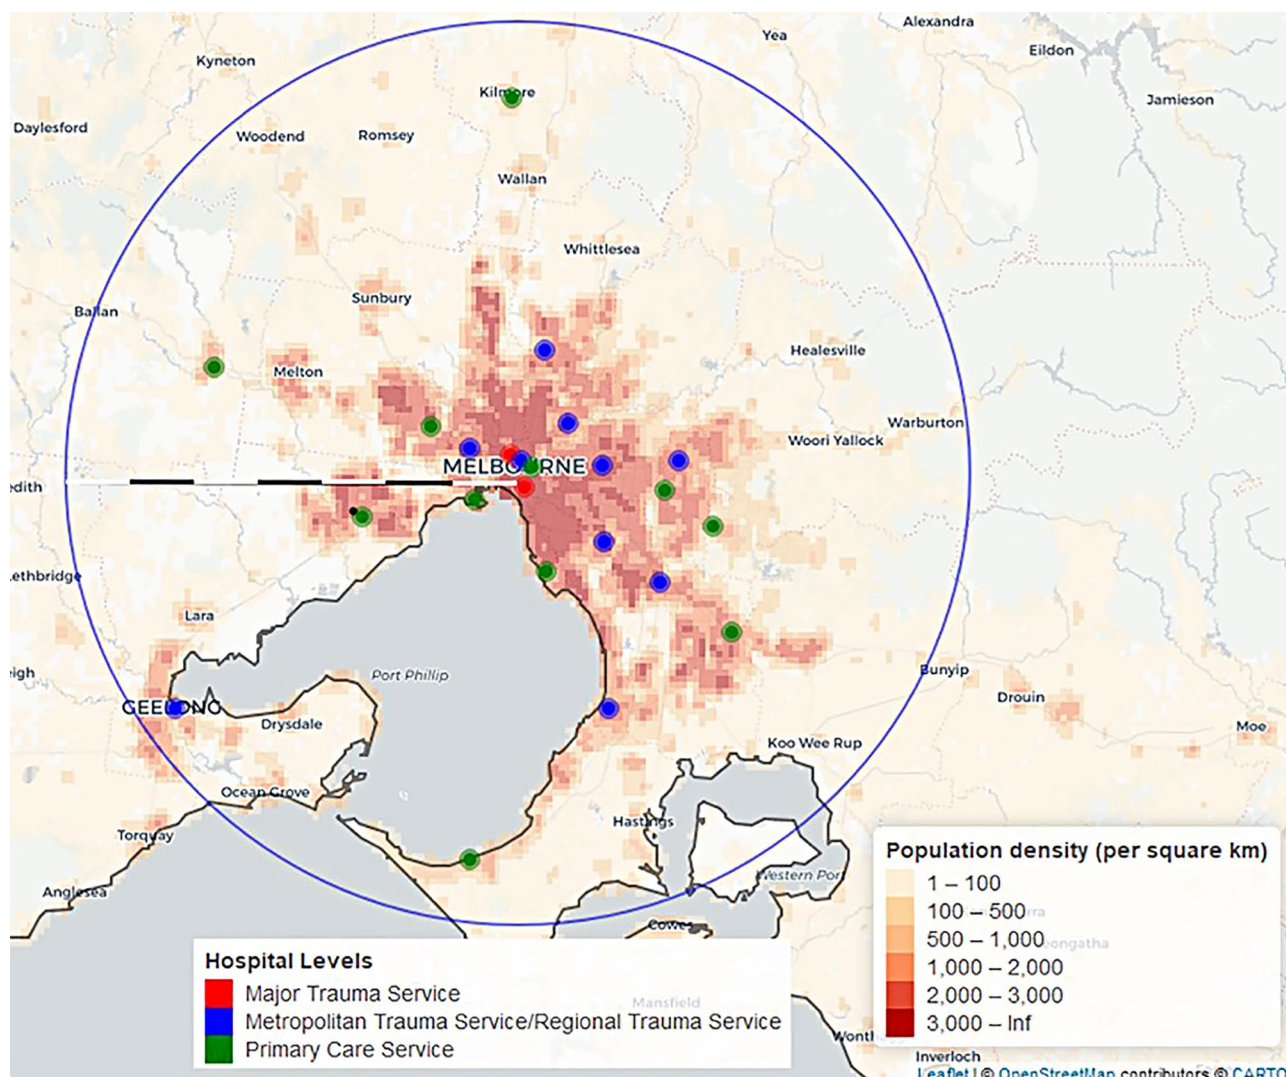 Alexandra
Yea
Eildon
Kyneton
Kilmore
Jamieson
Daylesford
Woodend
Romsey
Wallan
Whittlesea
Sunbury
Ballan
Healesville
Melton
Warburton
Woori Yallock
MELBOURNE
edith
ethbridge
Lara
Bunyip
eigh
Port Phillip
Drouin
GEELONG
Drysdale
Moe
Koo Wee Rup
Ocean Grove
Hastings
Torquay
Western Port
Anglesea
Cowes
Population density (per square km)
1 – 100
100 – 500
500 – 1,000
eongatha
1,000 – 2,000
2,000 – 3,000
3,000 – Inf
Hospital Levels
Major Trauma Service
Mansfield
Metropolitan Trauma Service/Regional Trauma Service
Primary Care Service
Inverloch
Leaflet | © OpenStreetMap contributors © CARTO